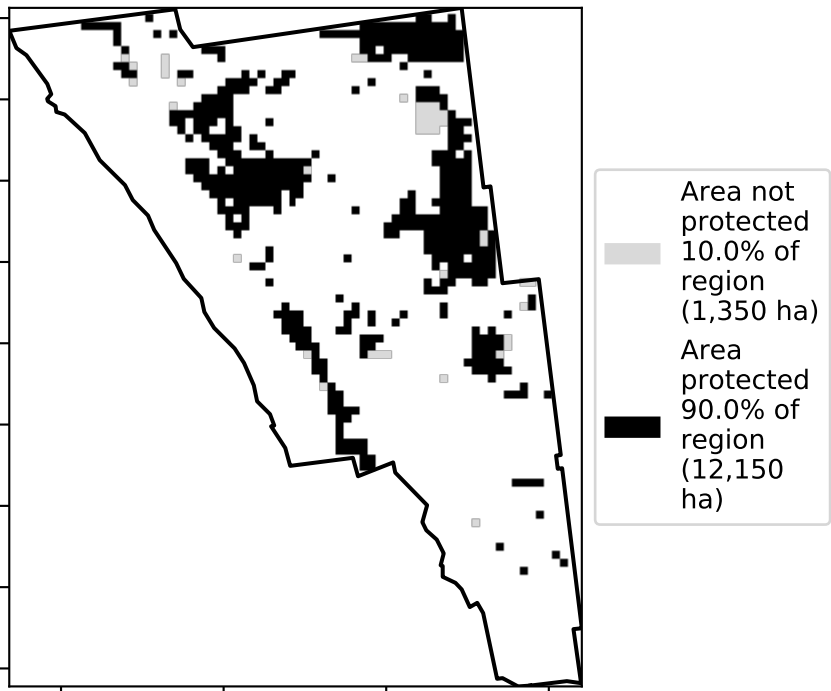 Area not
protected
10.0% of
region
(1,350 ha)
Area
protected
90.0% of
region
(12,150
ha)